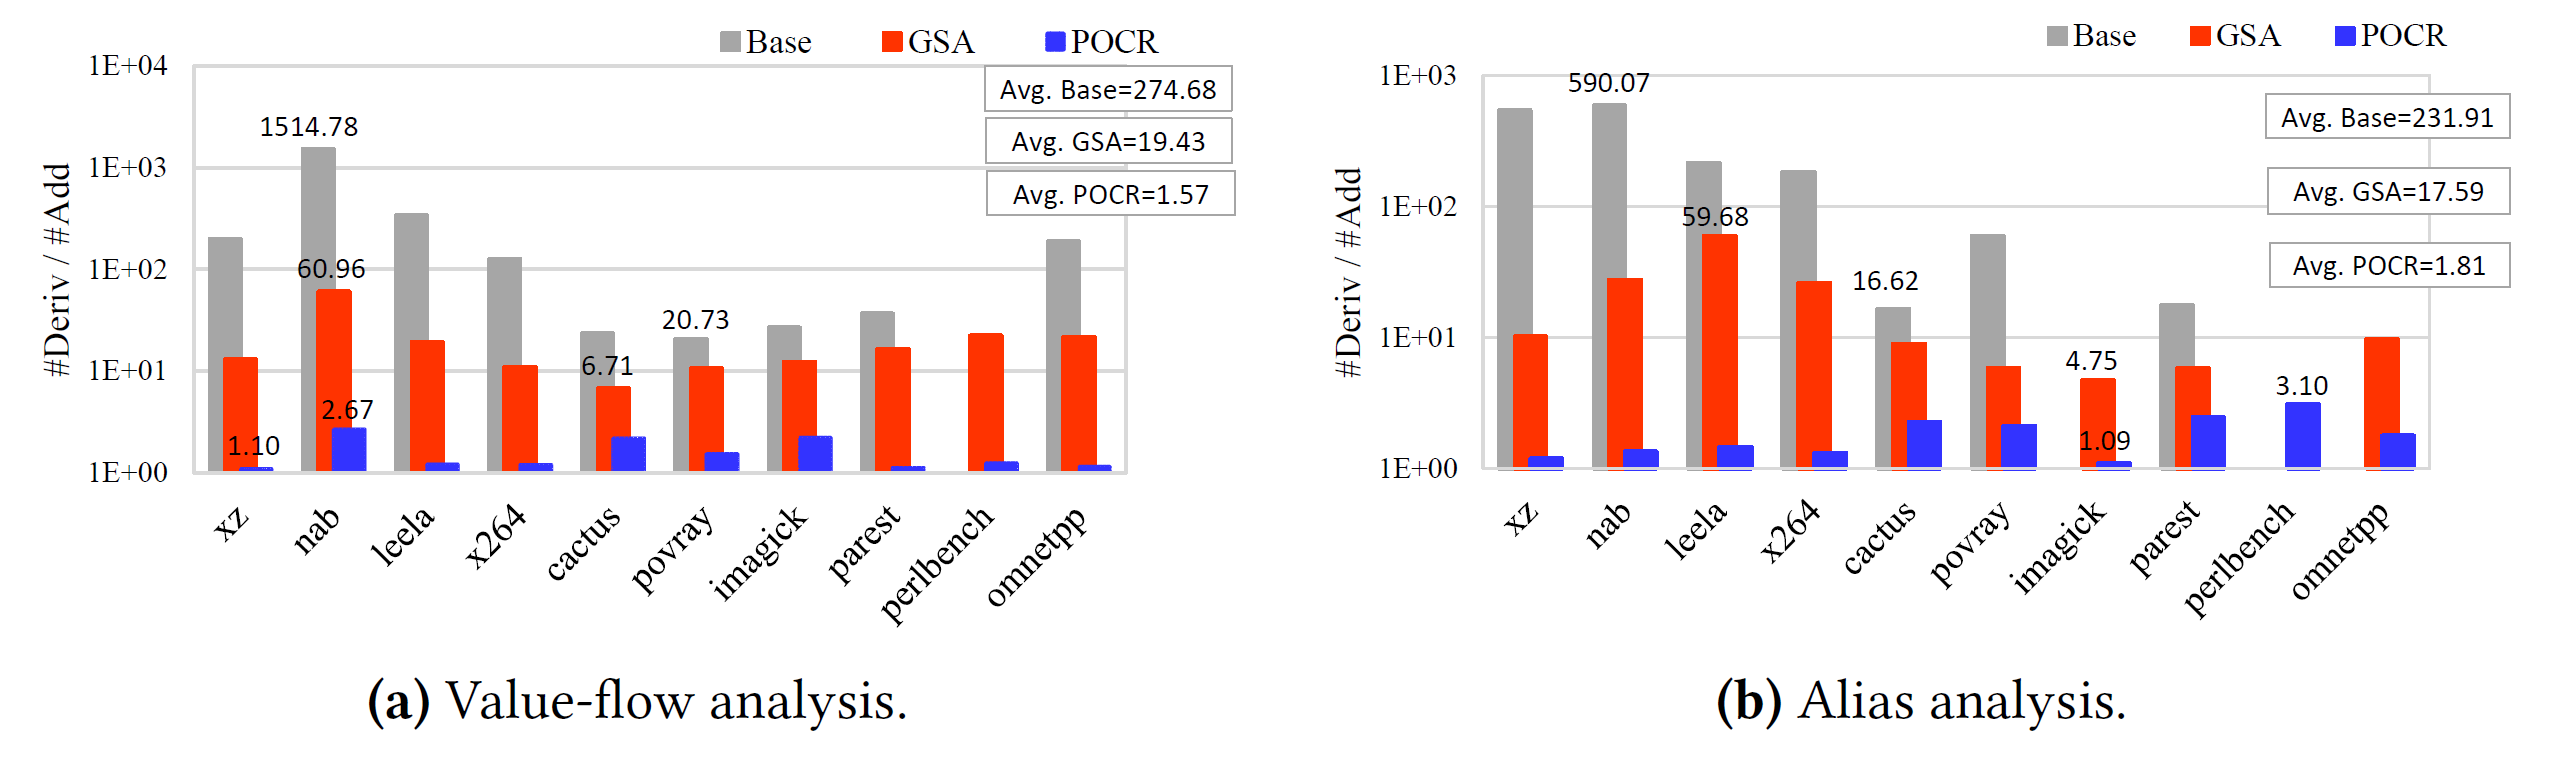 Base GSA POCR
#Deriv / #Add
1E+04
1E+03
1E+02
1E+01
1E+00
Avg. Base=274.68
Avg. GSA=19.43
Avg. POCR=1.57
1514.78
60.96
2.67
1.10
6.71
20.73
xz
nab
leela
x264
cactus
povray
imagick
parest
perlbench
omnetpp
(a) Value-flow analysis.
Base GSA POCR
#Deriv / #Add
1E+03
1E+02
1E+01
1E+00
Avg. Base=231.91
Avg. GSA=17.59
Avg. POCR=1.81
590.07
59.68
16.62
4.75
1.09
3.10
xz
nab
leela
x264
cactus
povray
imagick
parest
perlbench
omnetpp
(b) Alias analysis.